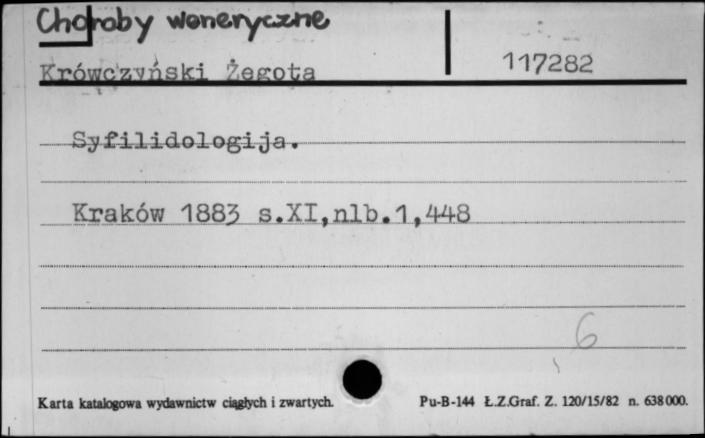 Choroby weneryczne
Krówczyński Żegota
117282
Syfilidologija.
Kraków 1883 s.XI,nlb.1,448
6
Karta katalogowa wydawnictw ciągłych i zwartych.
Pu-B-144 Ł.Z.Graf. Z. 120/15/82 n. 638000.